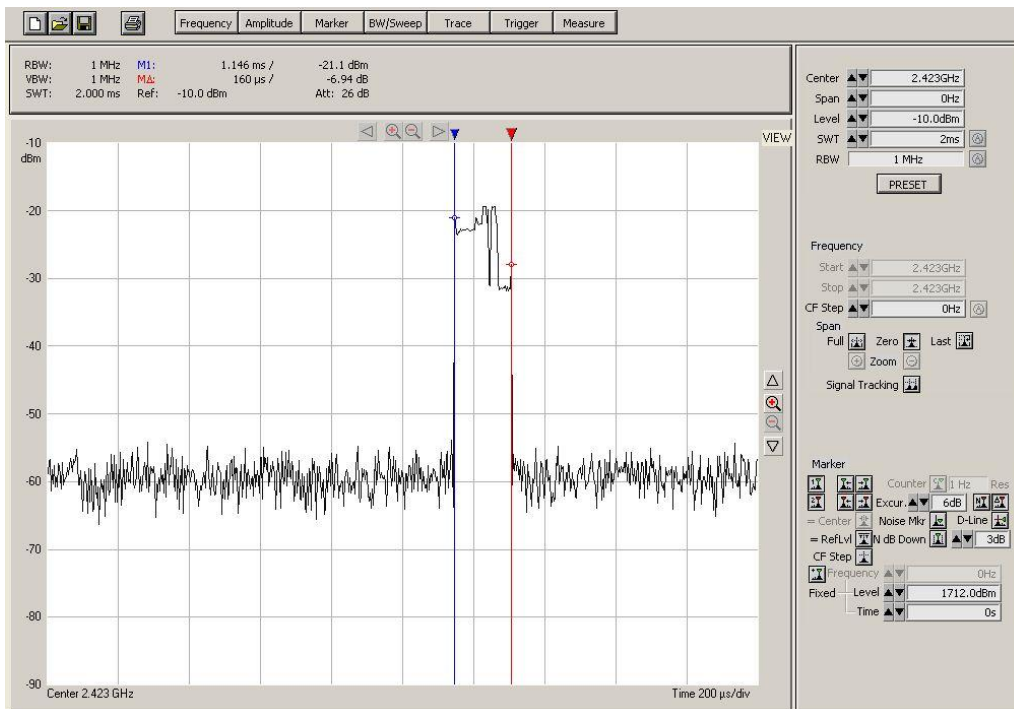 Frequency Amplitude Marker BW/Sweep Trace Trigger Measure
RBW: 1 MHz M1: 1.146 ms / -21.1 dBm
VBW: 1 MHz MΔ: 160 µs / -6.94 dB
SWT: 2.000 ms Ref: -10.0 dBm Att: 26 dB
VIEW
-10
dBm
-20
-30
-40
-50
-60
-70
-80
-90
Center 2.423 GHz Time 200 µs/div
Center 2.423GHz
Span 0Hz
Level -10.0dBm
SWT 2ms
RBW 1 MHz
PRESET
Frequency
Start 2.423GHz
Stop 2.423GHz
CF Step 0Hz
Span
Full Zero Last
Zoom
Signal Tracking
Marker
Counter 1 Hz Res
Excur. 6dB
= Center Noise Mkr D-Line
= RefLvl N dB Down 3dB
CF Step
Frequency 0Hz
Fixed Level 1712.0dBm
Time 0s